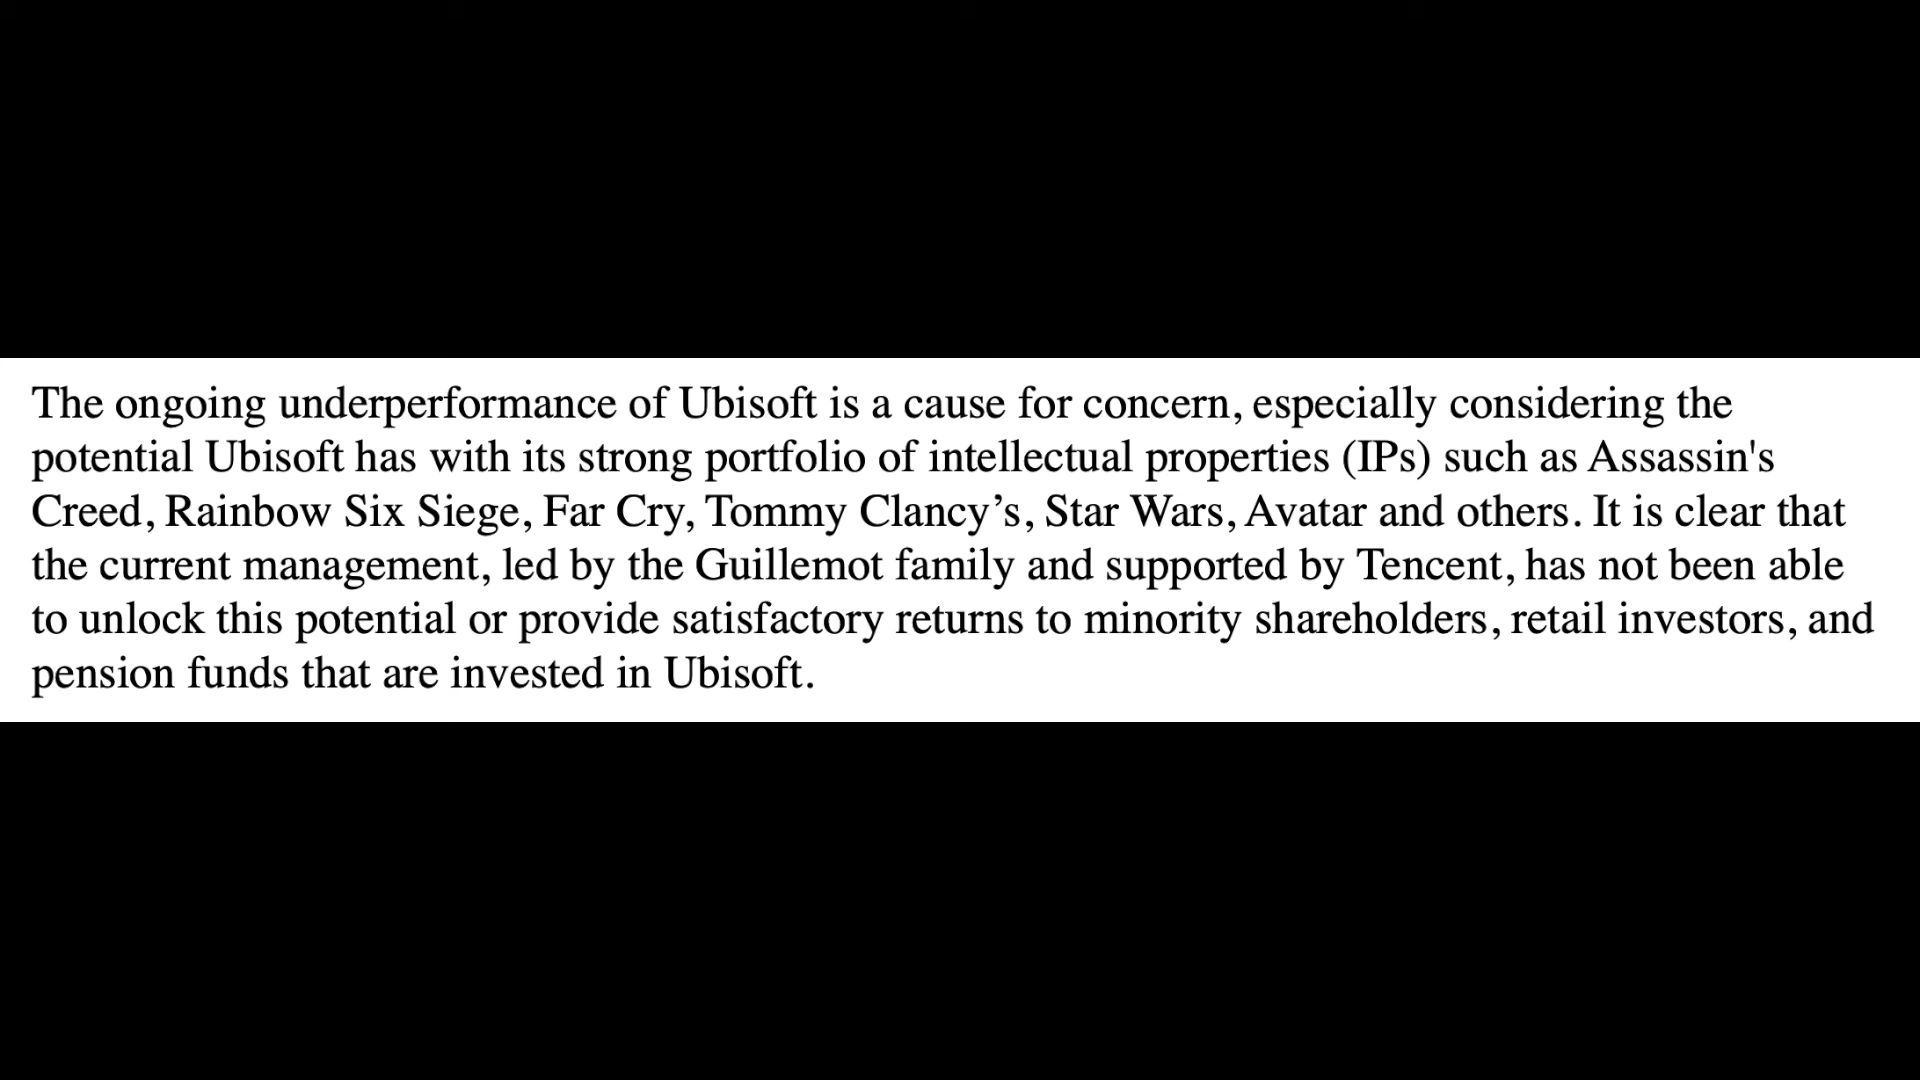 The ongoing underperformance of Ubisoft is a cause for concern, especially considering the
potential Ubisoft has with its strong portfolio of intellectual properties (IPs) such as Assassin's
Creed, Rainbow Six Siege, Far Cry, Tommy Clancy’s, Star Wars, Avatar and others. It is clear that
the current management, led by the Guillemot family and supported by Tencent, has not been able
to unlock this potential or provide satisfactory returns to minority shareholders, retail investors, and
pension funds that are invested in Ubisoft.